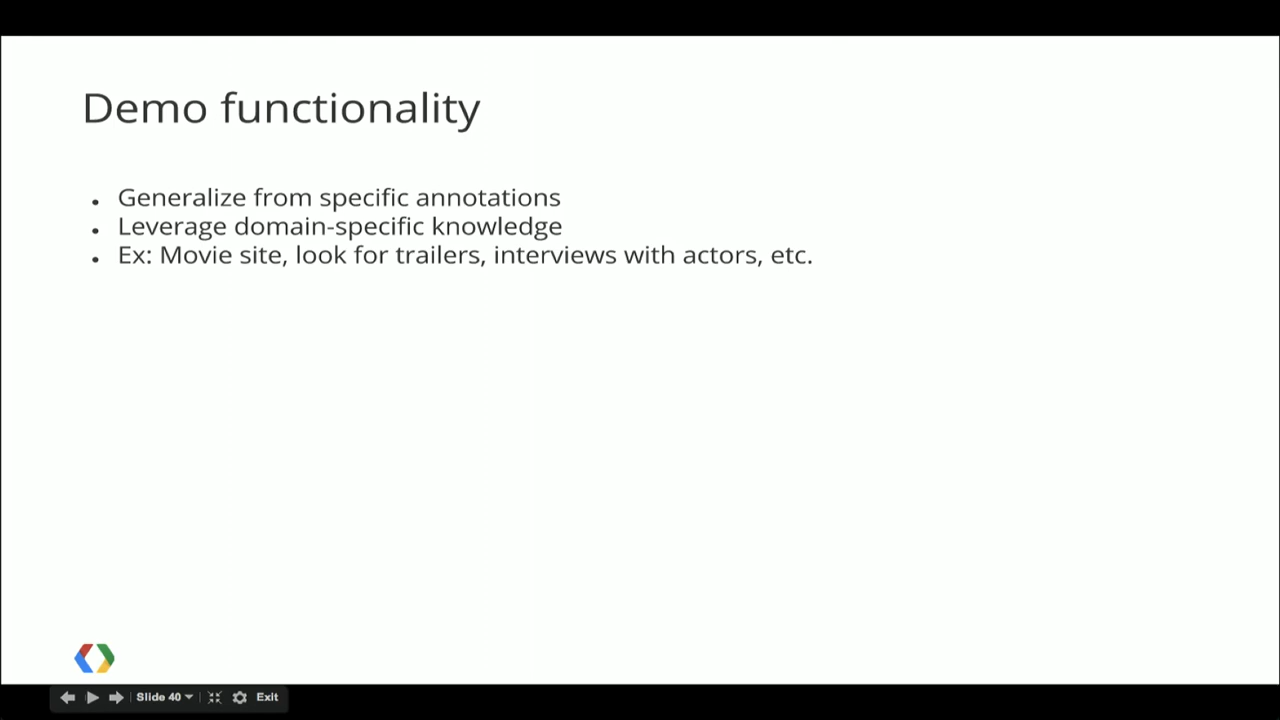 Demo functionality
• Generalize from specific annotations
• Leverage domain-specific knowledge
• Ex: Movie site, look for trailers, interviews with actors, etc.
Slide 40
Exit